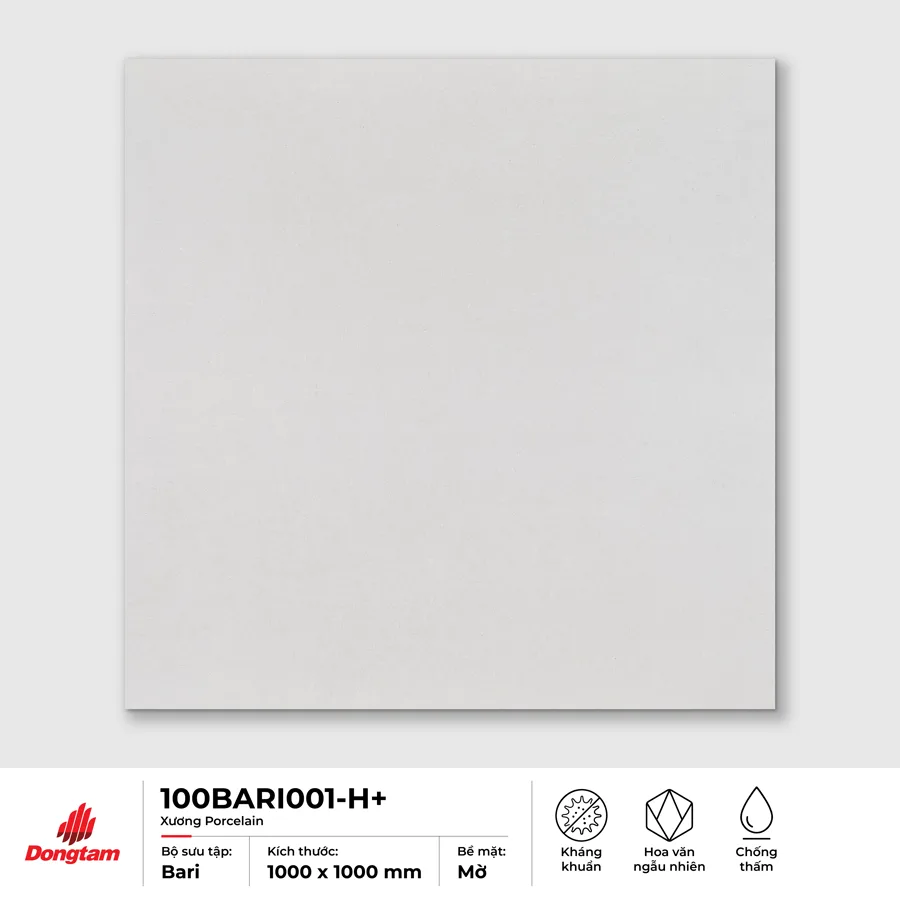 100BARI001-H+
Xương Porcelain
Dongtam
Bộ sưu tập:
Bari
Kích thước:
1000 x 1000 mm
Bề mặt:
Mờ
Kháng
khuẩn
Hoa văn
ngẫu nhiên
Chống
thấm